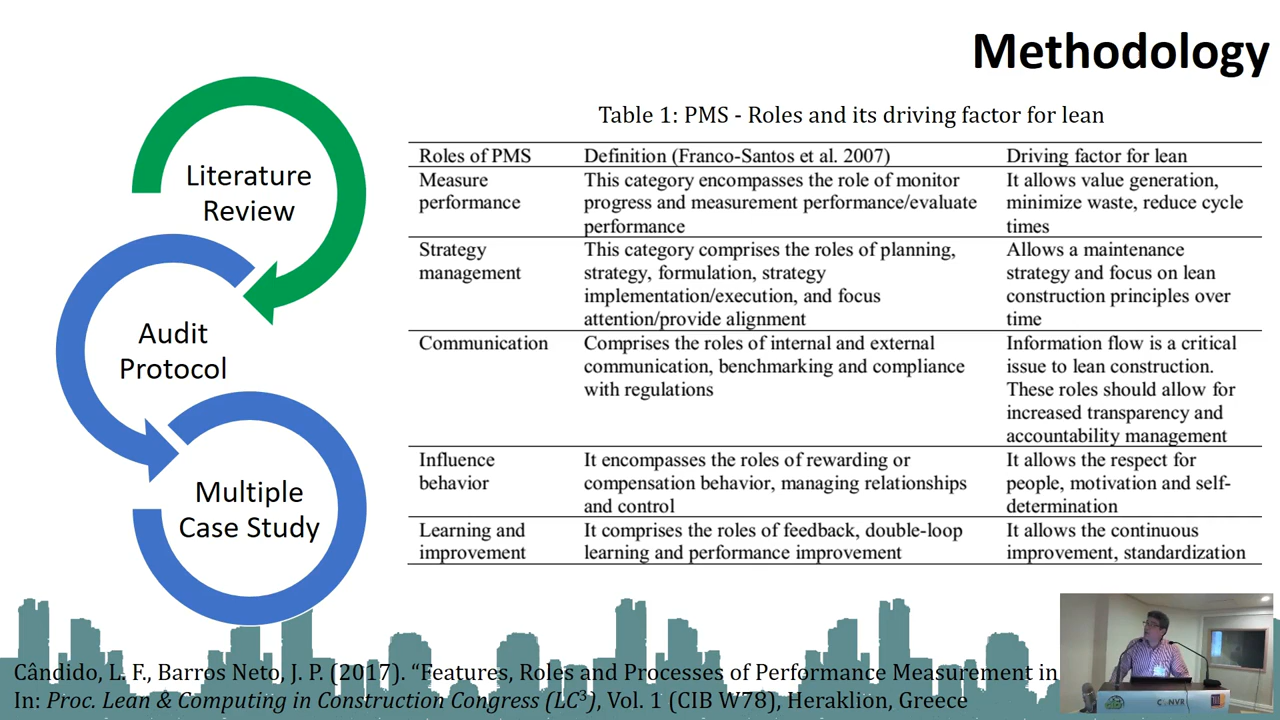 Methodology
Literature
Review
Audit
Protocol
Multiple
Case Study
Table 1: PMS - Roles and its driving factor for lean
Roles of PMS Definition (Franco-Santos et al. 2007) Driving factor for lean
Measure This category encompasses the role of monitor It allows value generation,
performance progress and measurement performance/evaluate minimize waste, reduce cycle
performance times
Strategy This category comprises the roles of planning, Allows a maintenance
management strategy, formulation, strategy strategy and focus on lean
implementation/execution, and focus construction principles over
attention/provide alignment time
Communication Comprises the roles of internal and external Information flow is a critical
communication, benchmarking and compliance issue to lean construction.
with regulations These roles should allow for
increased transparency and
accountability management
Influence It encompasses the roles of rewarding or It allows the respect for
behavior compensation behavior, managing relationships people, motivation and self-
and control determination
Learning and It comprises the roles of feedback, double-loop It allows the continuous
improvement learning and performance improvement improvement, standardization
Cândido, L. F., Barros Neto, J. P. (2017). “Features, Roles and Processes of Performance Measurement in
In: Proc. Lean & Computing in Construction Congress (LC³), Vol. 1 (CIB W78), Heraklion, Greece
CONVR